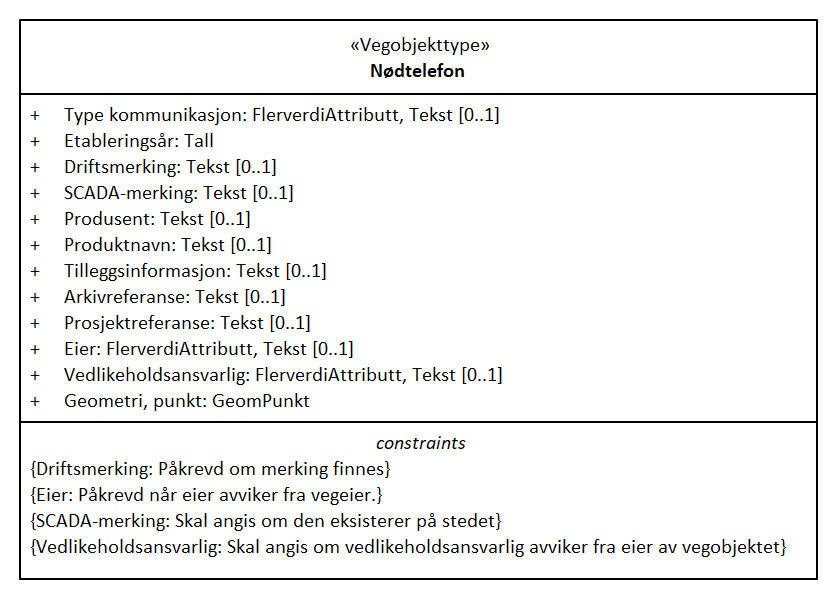 «Vegobjekttype»
Nødtelefon
+ Type kommunikasjon: FlerverdiAttributt, Tekst [0..1]
+ Etableringsår: Tall
+ Driftsmerking: Tekst [0..1]
+ SCADA-merking: Tekst [0..1]
+ Produsent: Tekst [0..1]
+ Produktnavn: Tekst [0..1]
+ Tilleggsinformasjon: Tekst [0..1]
+ Arkivreferanse: Tekst [0..1]
+ Prosjektreferanse: Tekst [0..1]
+ Eier: FlerverdiAttributt, Tekst [0..1]
+ Vedlikeholdsansvarlig: FlerverdiAttributt, Tekst [0..1]
+ Geometri, punkt: GeomPunkt
constraints
{Driftsmerking: Påkrevd om merking finnes}
{Eier: Påkrevd når eier avviker fra vegeier.}
{SCADA-merking: Skal angis om den eksisterer på stedet}
{Vedlikeholdsansvarlig: Skal angis om vedlikeholdsansvarlig avviker fra eier av vegobjektet}